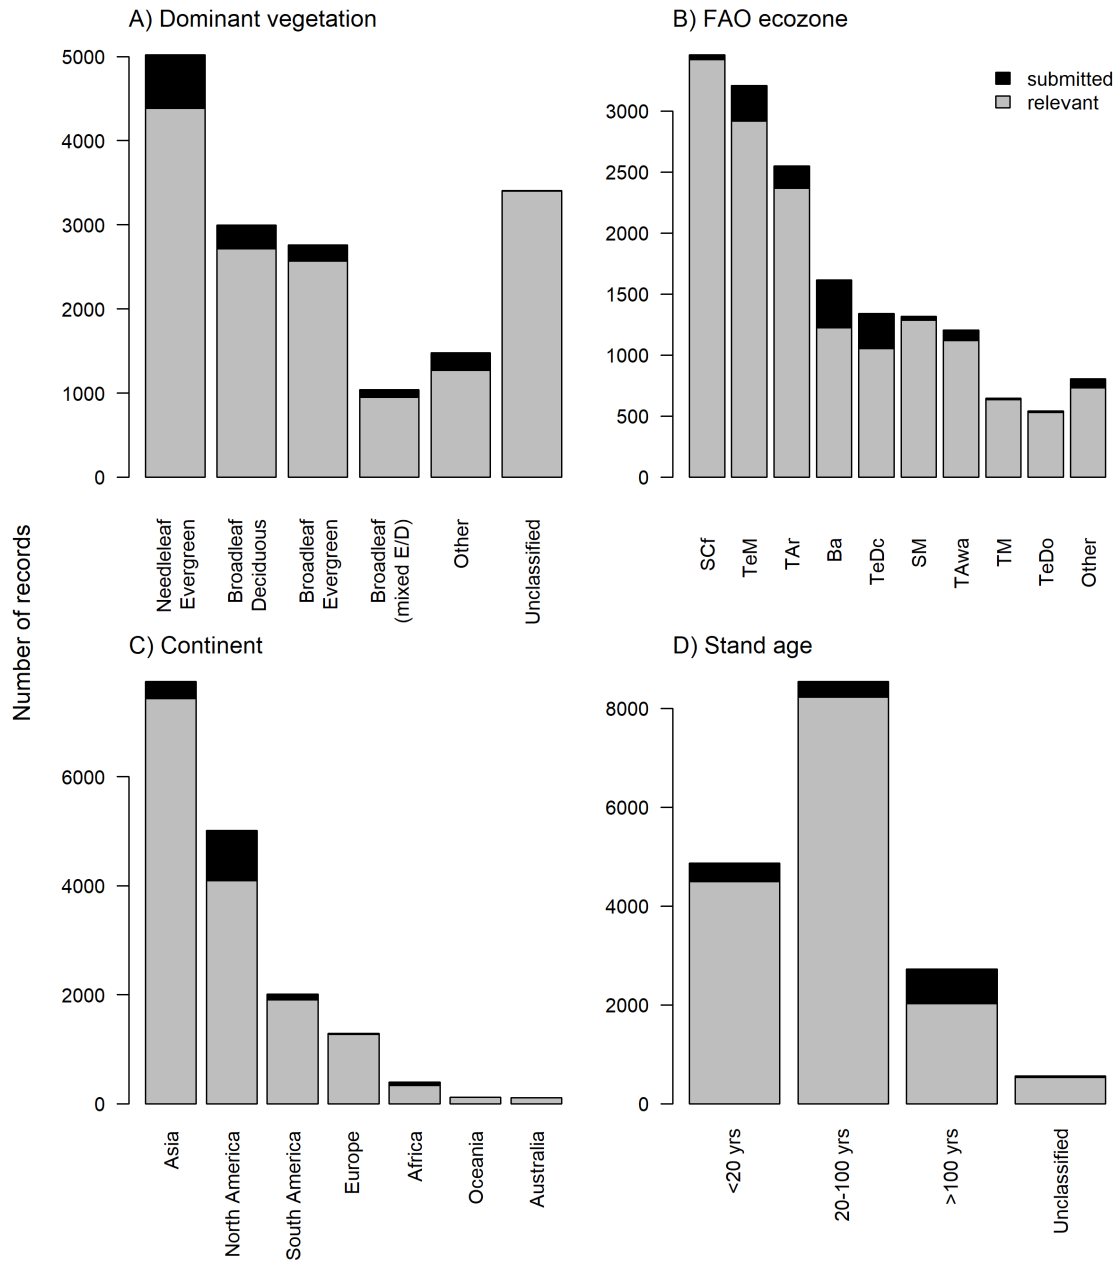 A) Dominant vegetation
5000
4000
3000
2000
1000
0
Needleleaf
Evergreen
Broadleaf
Deciduous
Broadleaf
Evergreen
Broadleaf
(mixed E/D)
Other
Unclassified
B) FAO ecozone
submitted
relevant
3000
2500
2000
1500
1000
500
0
SCf
TeM
TAr
Ba
TeDc
SM
TAwa
TM
TeDo
Other
Number of records
C) Continent
6000
4000
2000
0
Asia
North America
South America
Europe
Africa
Oceania
Australia
D) Stand age
8000
6000
4000
2000
0
<20 yrs
20-100 yrs
>100 yrs
Unclassified